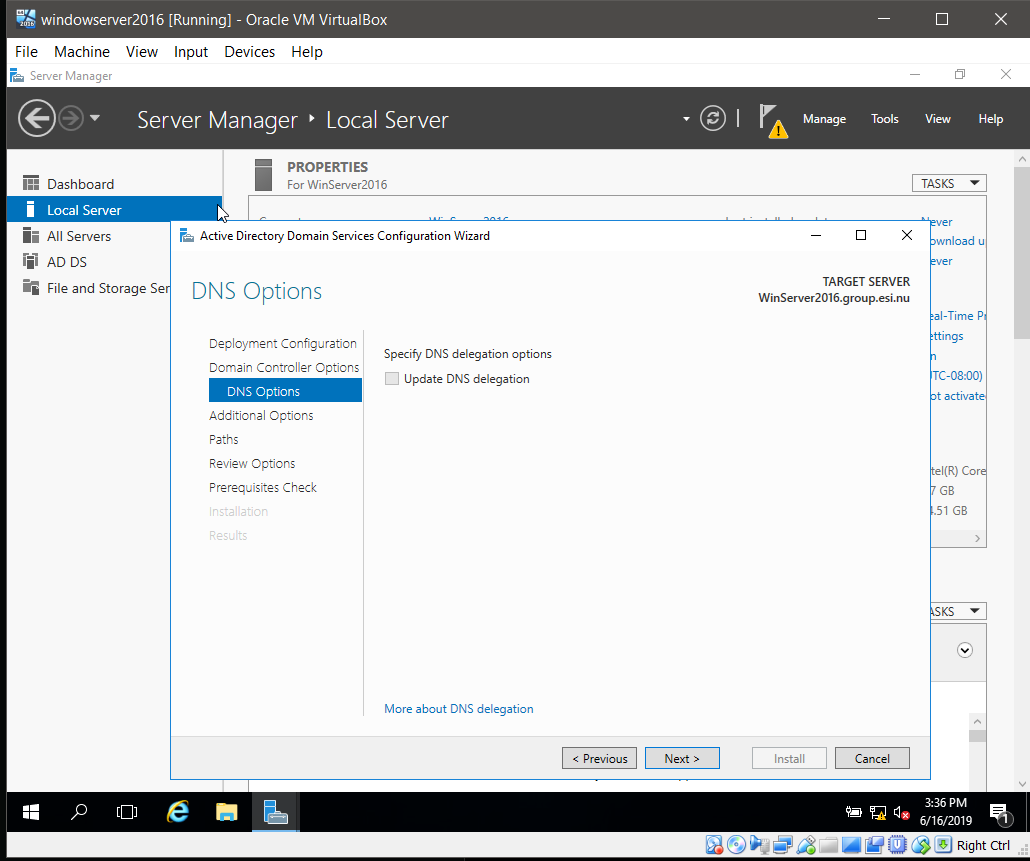 windowserver2016 [Running] - Oracle VM VirtualBox
File Machine View Input Devices Help
Server Manager
Server Manager Local Server
Manage Tools View Help
Dashboard
Local Server
All Servers
AD DS
File and Storage Ser
PROPERTIES
For WinServer2016
TASKS
Active Directory Domain Services Configuration Wizard
DNS Options
TARGET SERVER
WinServer2016.group.esi.nu
Deployment Configuration
Domain Controller Options
DNS Options
Additional Options
Paths
Review Options
Prerequisites Check
Installation
Results
Specify DNS delegation options
Update DNS delegation
More about DNS delegation
< Previous Next > Install Cancel
ever
ownload u
ever
eal-Time Pr
ettings
n
TC-08:00)
ot activate
tel(R) Core
7 GB
.51 GB
ASKS
3:36 PM
6/16/2019
1
Right Ctrl